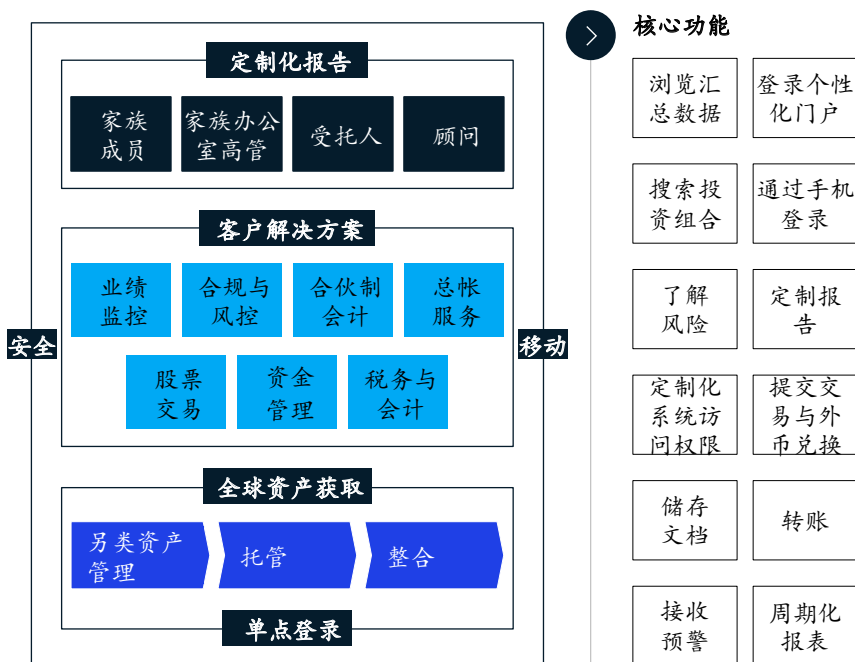 定制化报告
家族
成员
家族办公
室高管
受托人
顾问
客户解决方案
业绩
监控
合规与
风控
合伙制
会计
总帐
服务
安全
移动
股票
交易
资金
管理
税务与
会计
全球资产获取
另类资产
管理
托管
整合
单点登录
核心功能
浏览汇
总数据
登录个性
化门户
搜索投
资组合
通过手机
登录
了解
风险
定制报
告
定制化
系统访
问权限
提交交
易与外
币兑换
储存
文档
转账
接收
预警
周期化
报表